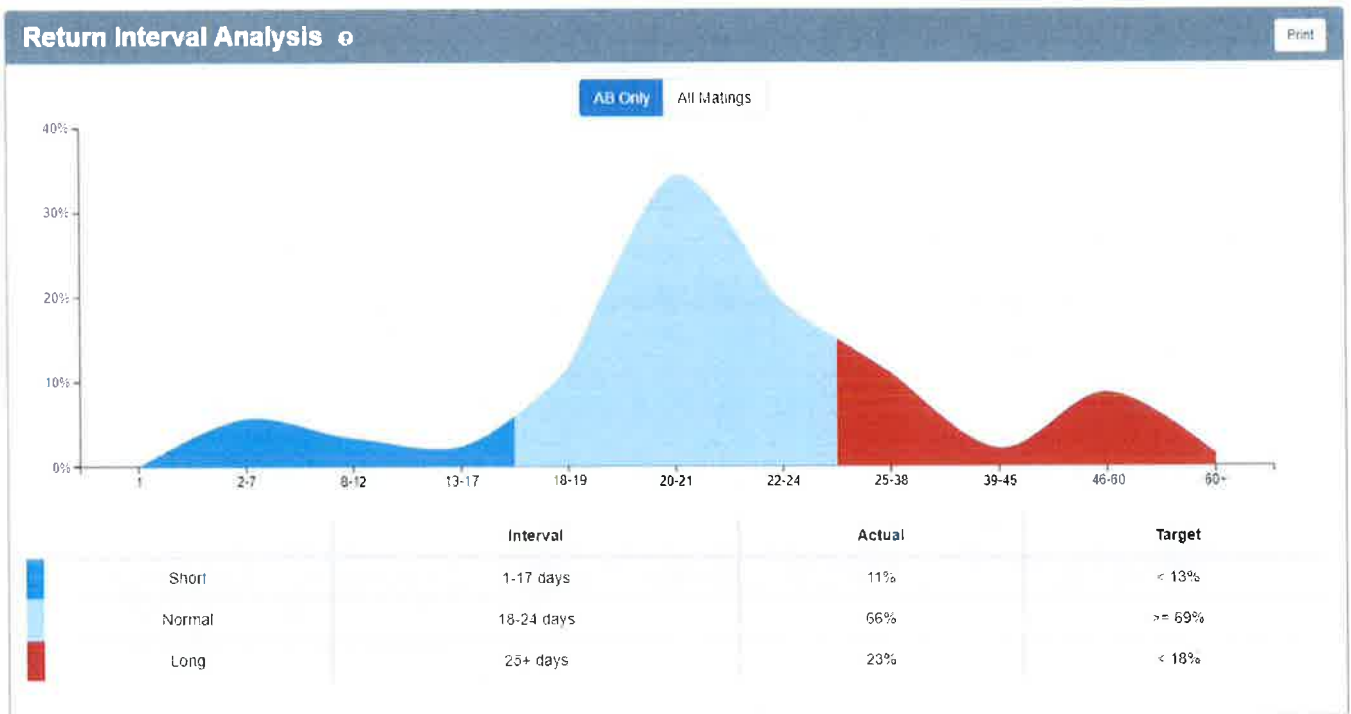 Return Interval Analysis
Print
AB Only All Matings
40%
30%
20%
10%
0%
1 2-7 8-12 13-17 18-19 20-21 22-24 25-38 39-45 46-60 60+
Interval Actual Target
Short 1-17 days 11% < 13%
Normal 18-24 days 66% >= 69%
Long 25+ days 23% < 18%